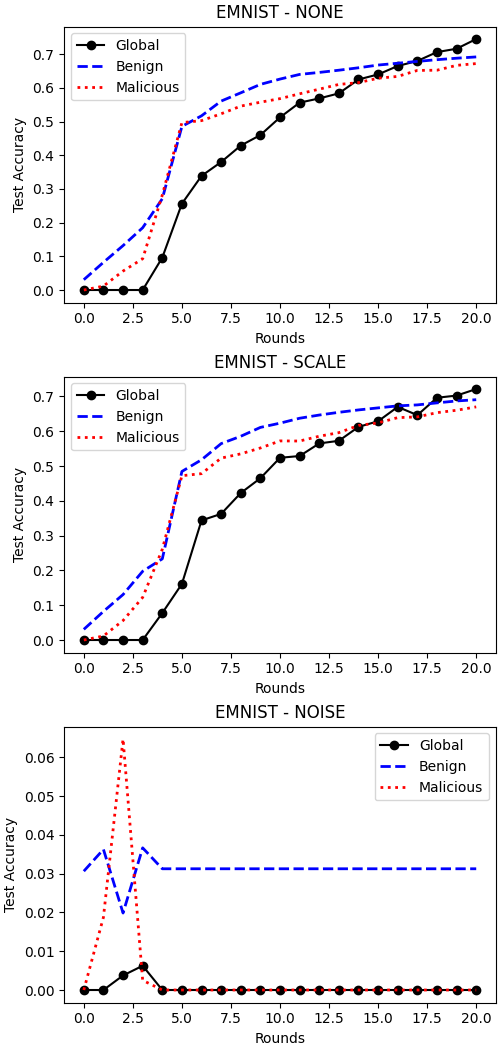 EMNIST - NONE
Global
Benign
Malicious
Test Accuracy
0.7
0.6
0.5
0.4
0.3
0.2
0.1
0.0
0.0 2.5 5.0 7.5 10.0 12.5 15.0 17.5 20.0
Rounds
EMNIST - SCALE
Global
Benign
Malicious
Test Accuracy
0.7
0.6
0.5
0.4
0.3
0.2
0.1
0.0
0.0 2.5 5.0 7.5 10.0 12.5 15.0 17.5 20.0
Rounds
EMNIST - NOISE
Global
Benign
Malicious
Test Accuracy
0.06
0.05
0.04
0.03
0.02
0.01
0.00
0.0 2.5 5.0 7.5 10.0 12.5 15.0 17.5 20.0
Rounds